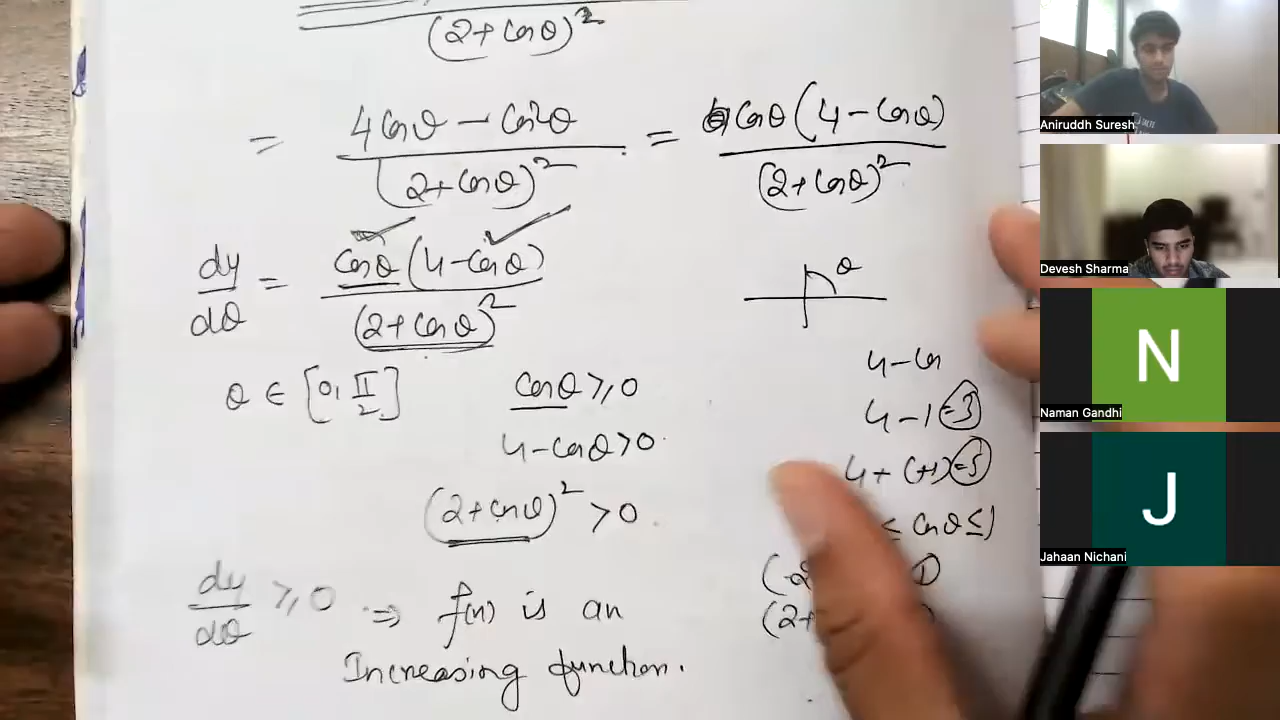 (2+cosθ)²
= 4cosθ - cos²θ / (2+cosθ)² = cosθ(4-cosθ) / (2+cosθ)²
dy/dθ = cosθ(4-cosθ) / (2+cosθ)²
θ
θ ∈ [0, π/2]
cosθ ≥ 0
4-cosθ > 0
(2+cosθ)² > 0
4-cos
4-1=3
4+(+1)=5
≤ cosθ ≤ 1
(-2
(2+
dy/dθ ≥ 0 ⇒ f(x) is an
Increasing function.
Aniruddh Suresh
Devesh Sharma
N
Naman Gandhi
J
Jahaan Nichani